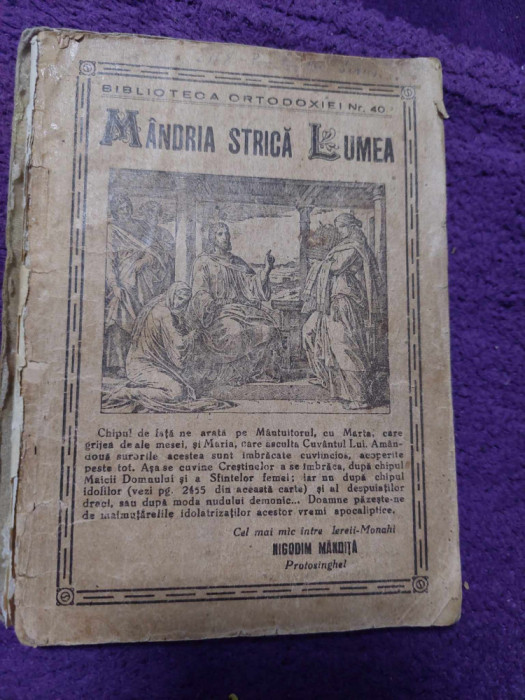 BIBLIOTECA ORTODOXIEI Nr. 40
MÂNDRIA STRICĂ LUMEA
Chipul de față ne arată pe Mântuitorul, cu Marta, care
grijea de ale mesei, și Maria, care asculta Cuvântul Lui. Amân-
două surorile acestea sunt îmbrăcate cuviincios, acoperite
peste tot. Așa se cuvine Creștinelor a se îmbrăca, după chipul
Maicii Domnului și a Sfintelor femei; iar nu după chipul
idolilor (vezi pg. 2455 din această carte) și al despuiaților
draci, sau după moda nudului demonic... Doamne păzește-ne
de maimuțărelile idolatrizaților acestor vremi apocaliptice.
Cel mai mic între Iereii-Monahi
NIGODIM MĂNDIȚĂ
Protosinghel